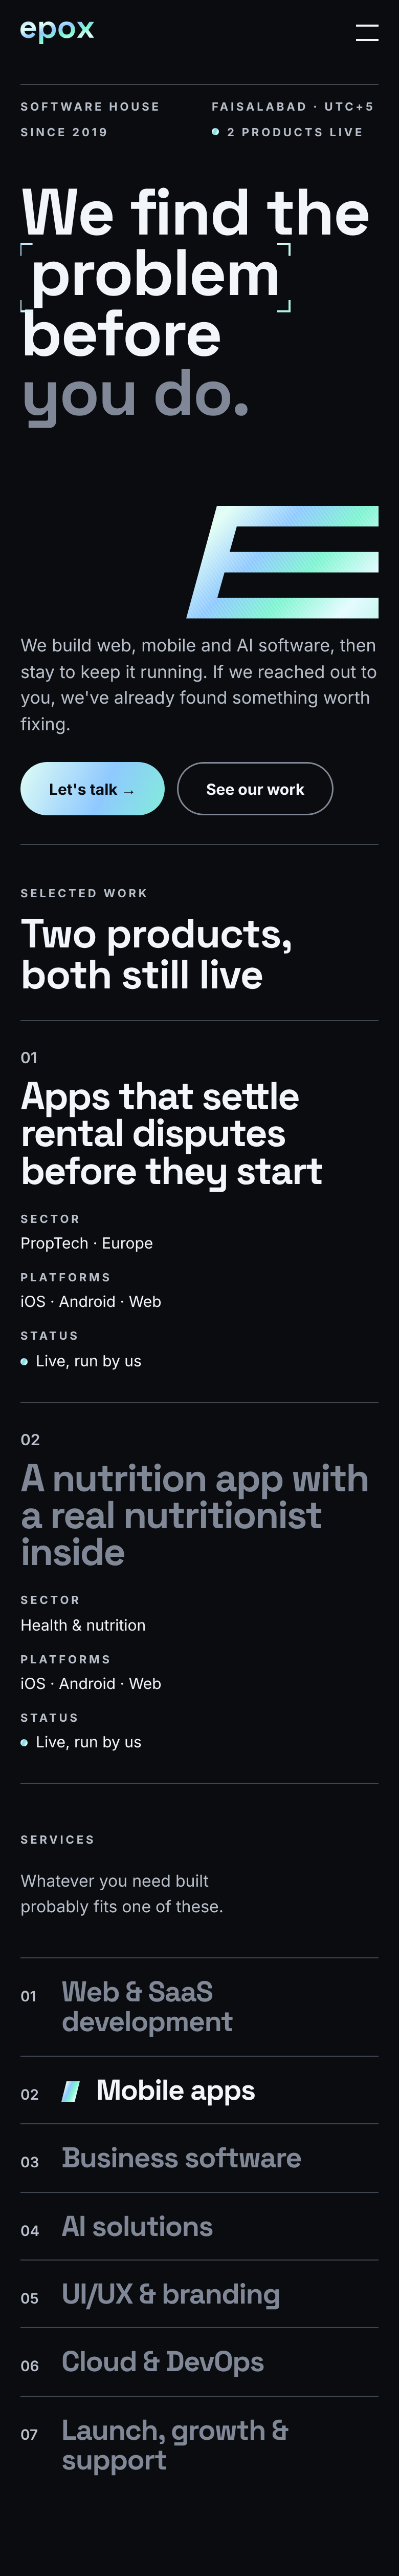 epox
SOFTWARE HOUSE
FAISALABAD · UTC+5
SINCE 2019
2 PRODUCTS LIVE
We find the
problem
before
you do.
We build web, mobile and AI software, then
stay to keep it running. If we reached out to
you, we've already found something worth
fixing.
Let's talk →
See our work
SELECTED WORK
Two products,
both still live
01
Apps that settle
rental disputes
before they start
SECTOR
PropTech · Europe
PLATFORMS
iOS · Android · Web
STATUS
Live, run by us
02
A nutrition app with
a real nutritionist
inside
SECTOR
Health & nutrition
PLATFORMS
iOS · Android · Web
STATUS
Live, run by us
SERVICES
Whatever you need built
probably fits one of these.
01 Web & SaaS
development
02 Mobile apps
03 Business software
04 AI solutions
05 UI/UX & branding
06 Cloud & DevOps
07 Launch, growth &
support